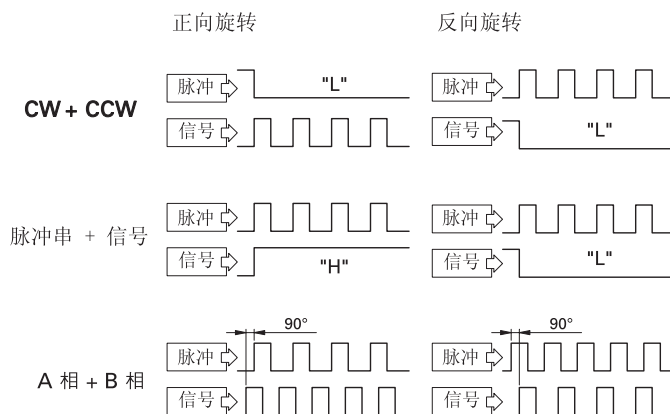 正向旋转 反向旋转
脉冲 "L" 脉冲
CW + CCW
信号 信号 "L"
脉冲 脉冲
脉冲串 + 信号
信号 "H" 信号 "L"
90° 90°
脉冲 脉冲
A 相 + B 相
信号 信号